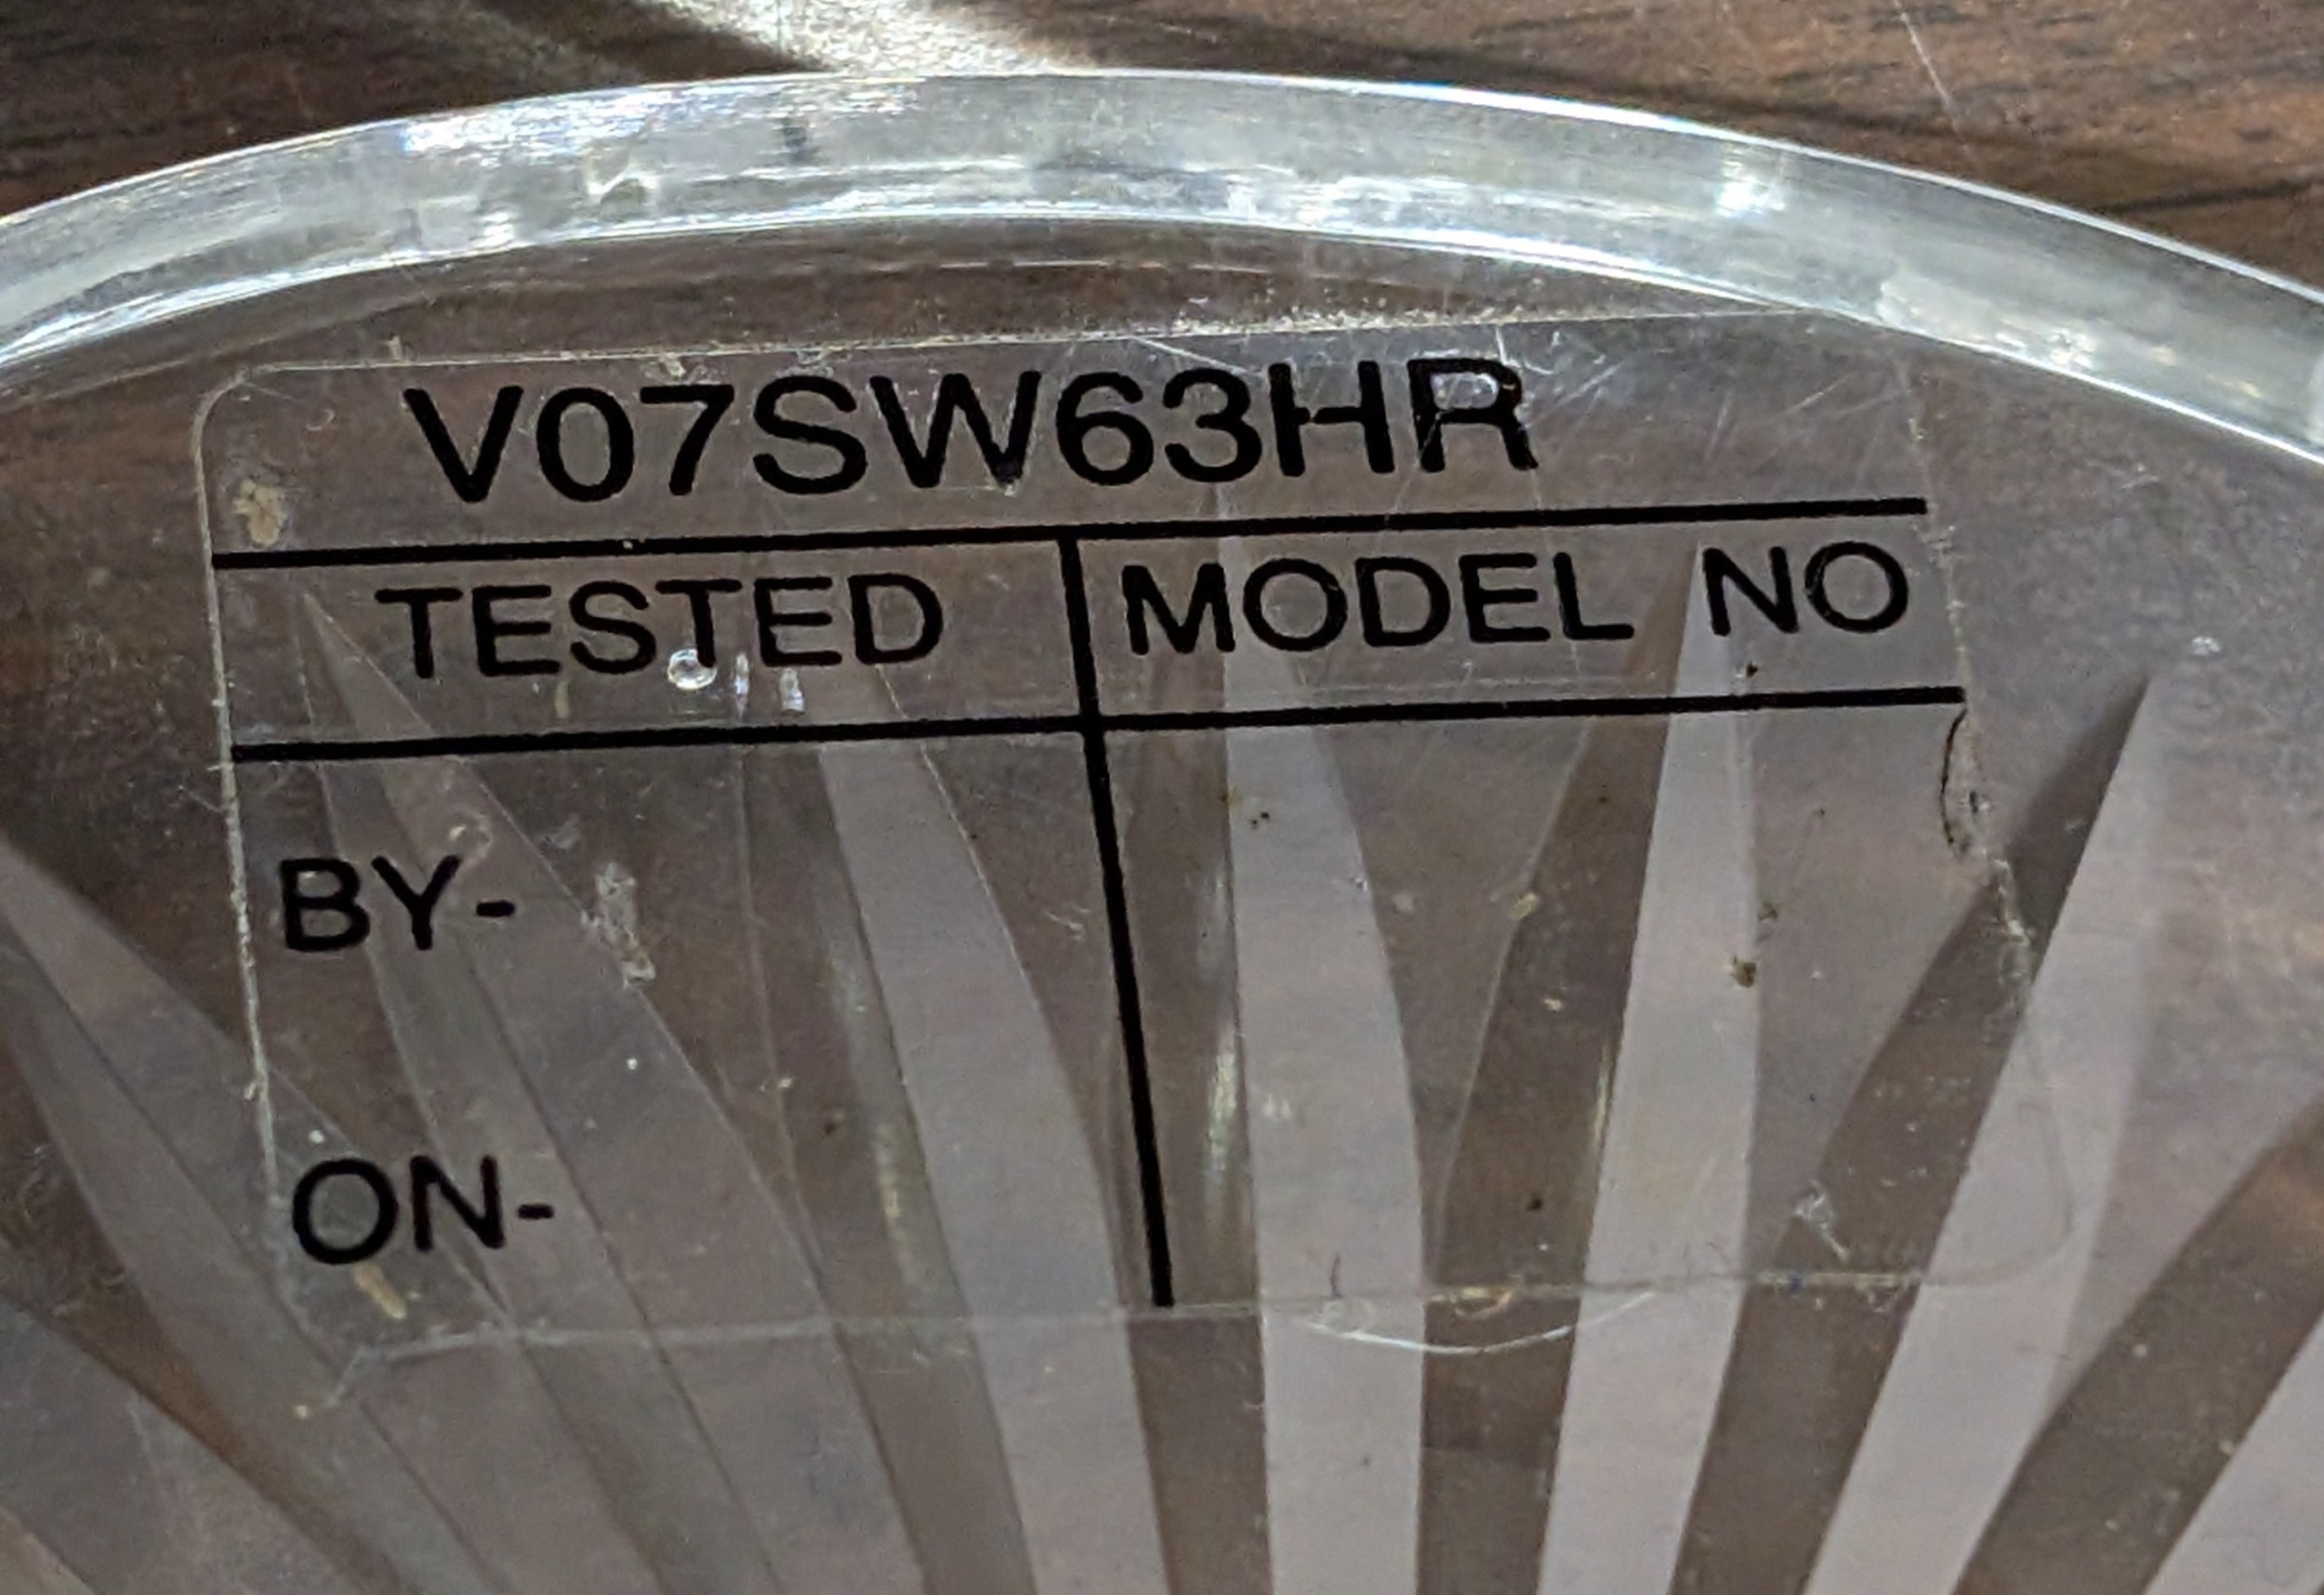 V07SW63HR
TESTED MODEL NO
BY-
ON-